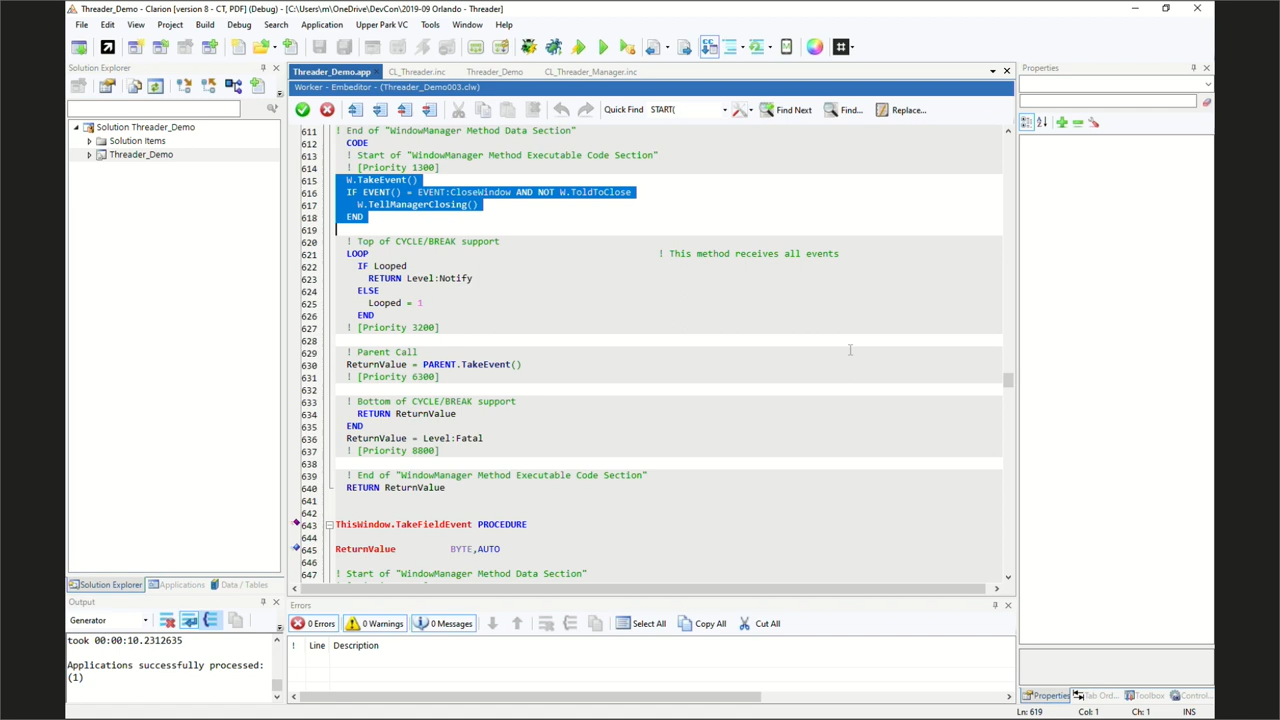 Threader_Demo - Clarion (version 8 - CT, PDF) (Debug) - [C:\Users\m\OneDrive\DevCon\2019-09 Orlando - Threader]
File Edit View Project Build Debug Search Application Upper Park VC Tools Window Help
Solution Explorer
Solution Threader_Demo
Solution Items
Threader_Demo
Threader_Demo.app CL_Threader.inc Threader_Demo CL_Threader_Manager.inc
Worker - Embeditor - (Threader_Demo003.clw)
Quick Find START( Find Next Find... Replace...
611 ! End of "WindowManager Method Data Section"
612 CODE
613 ! Start of "WindowManager Method Executable Code Section"
614 ! [Priority 1300]
615 W.TakeEvent()
616 IF EVENT() = EVENT:CloseWindow AND NOT W.ToldToClose
617 W.TellManagerClosing()
618 END
619
620 ! Top of CYCLE/BREAK support
621 LOOP ! This method receives all events
622 IF Looped
623 RETURN Level:Notify
624 ELSE
625 Looped = 1
626 END
627 ! [Priority 3200]
628
629 ! Parent Call
630 ReturnValue = PARENT.TakeEvent()
631 ! [Priority 6300]
632
633 ! Bottom of CYCLE/BREAK support
634 RETURN ReturnValue
635 END
636 ReturnValue = Level:Fatal
637 ! [Priority 8800]
638
639 ! End of "WindowManager Method Executable Code Section"
640 RETURN ReturnValue
641
642
643 ThisWindow.TakeFieldEvent PROCEDURE
644
645 ReturnValue BYTE,AUTO
646
647 ! Start of "WindowManager Method Data Section"
Solution Explorer Applications Data / Tables
Output
Generator
took 00:00:10.2312635
Applications successfully processed:
(1)
Errors
0 Errors 0 Warnings 0 Messages Select All Copy All Cut All
! Line Description
Properties
Properties Tab Ord... Toolbox Control...
Ln: 619 Col: 1 Ch: 1 INS